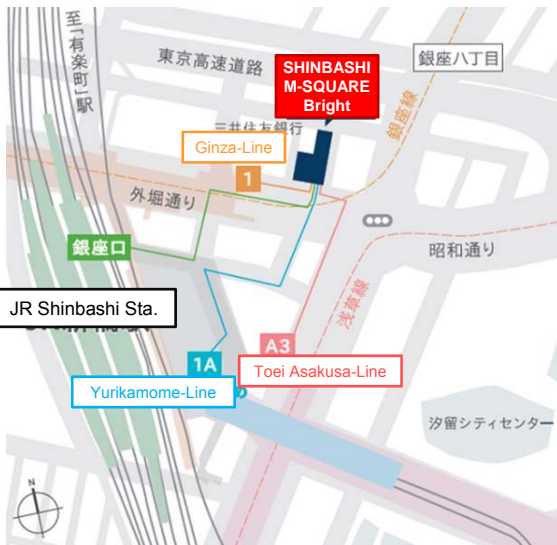 至「有楽町」駅
東京高速道路
SHINBASHI
M-SQUARE
Bright
銀座八丁目
銀座線
三井住友銀行
Ginza-Line
1
外堀通り
銀座口
昭和通り
浅草線
JR Shinbashi Sta.
A3
1A
Toei Asakusa-Line
Yurikamome-Line
汐留シティセンター
N